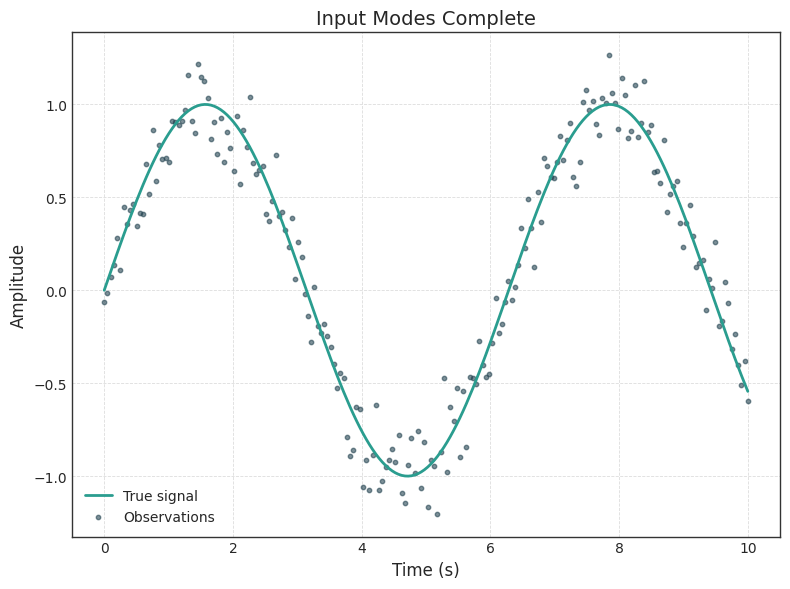 Input Modes Complete
Amplitude
1.0
0.5
0.0
−0.5
−1.0
True signal
Observations
0 2 4 6 8 10
Time (s)